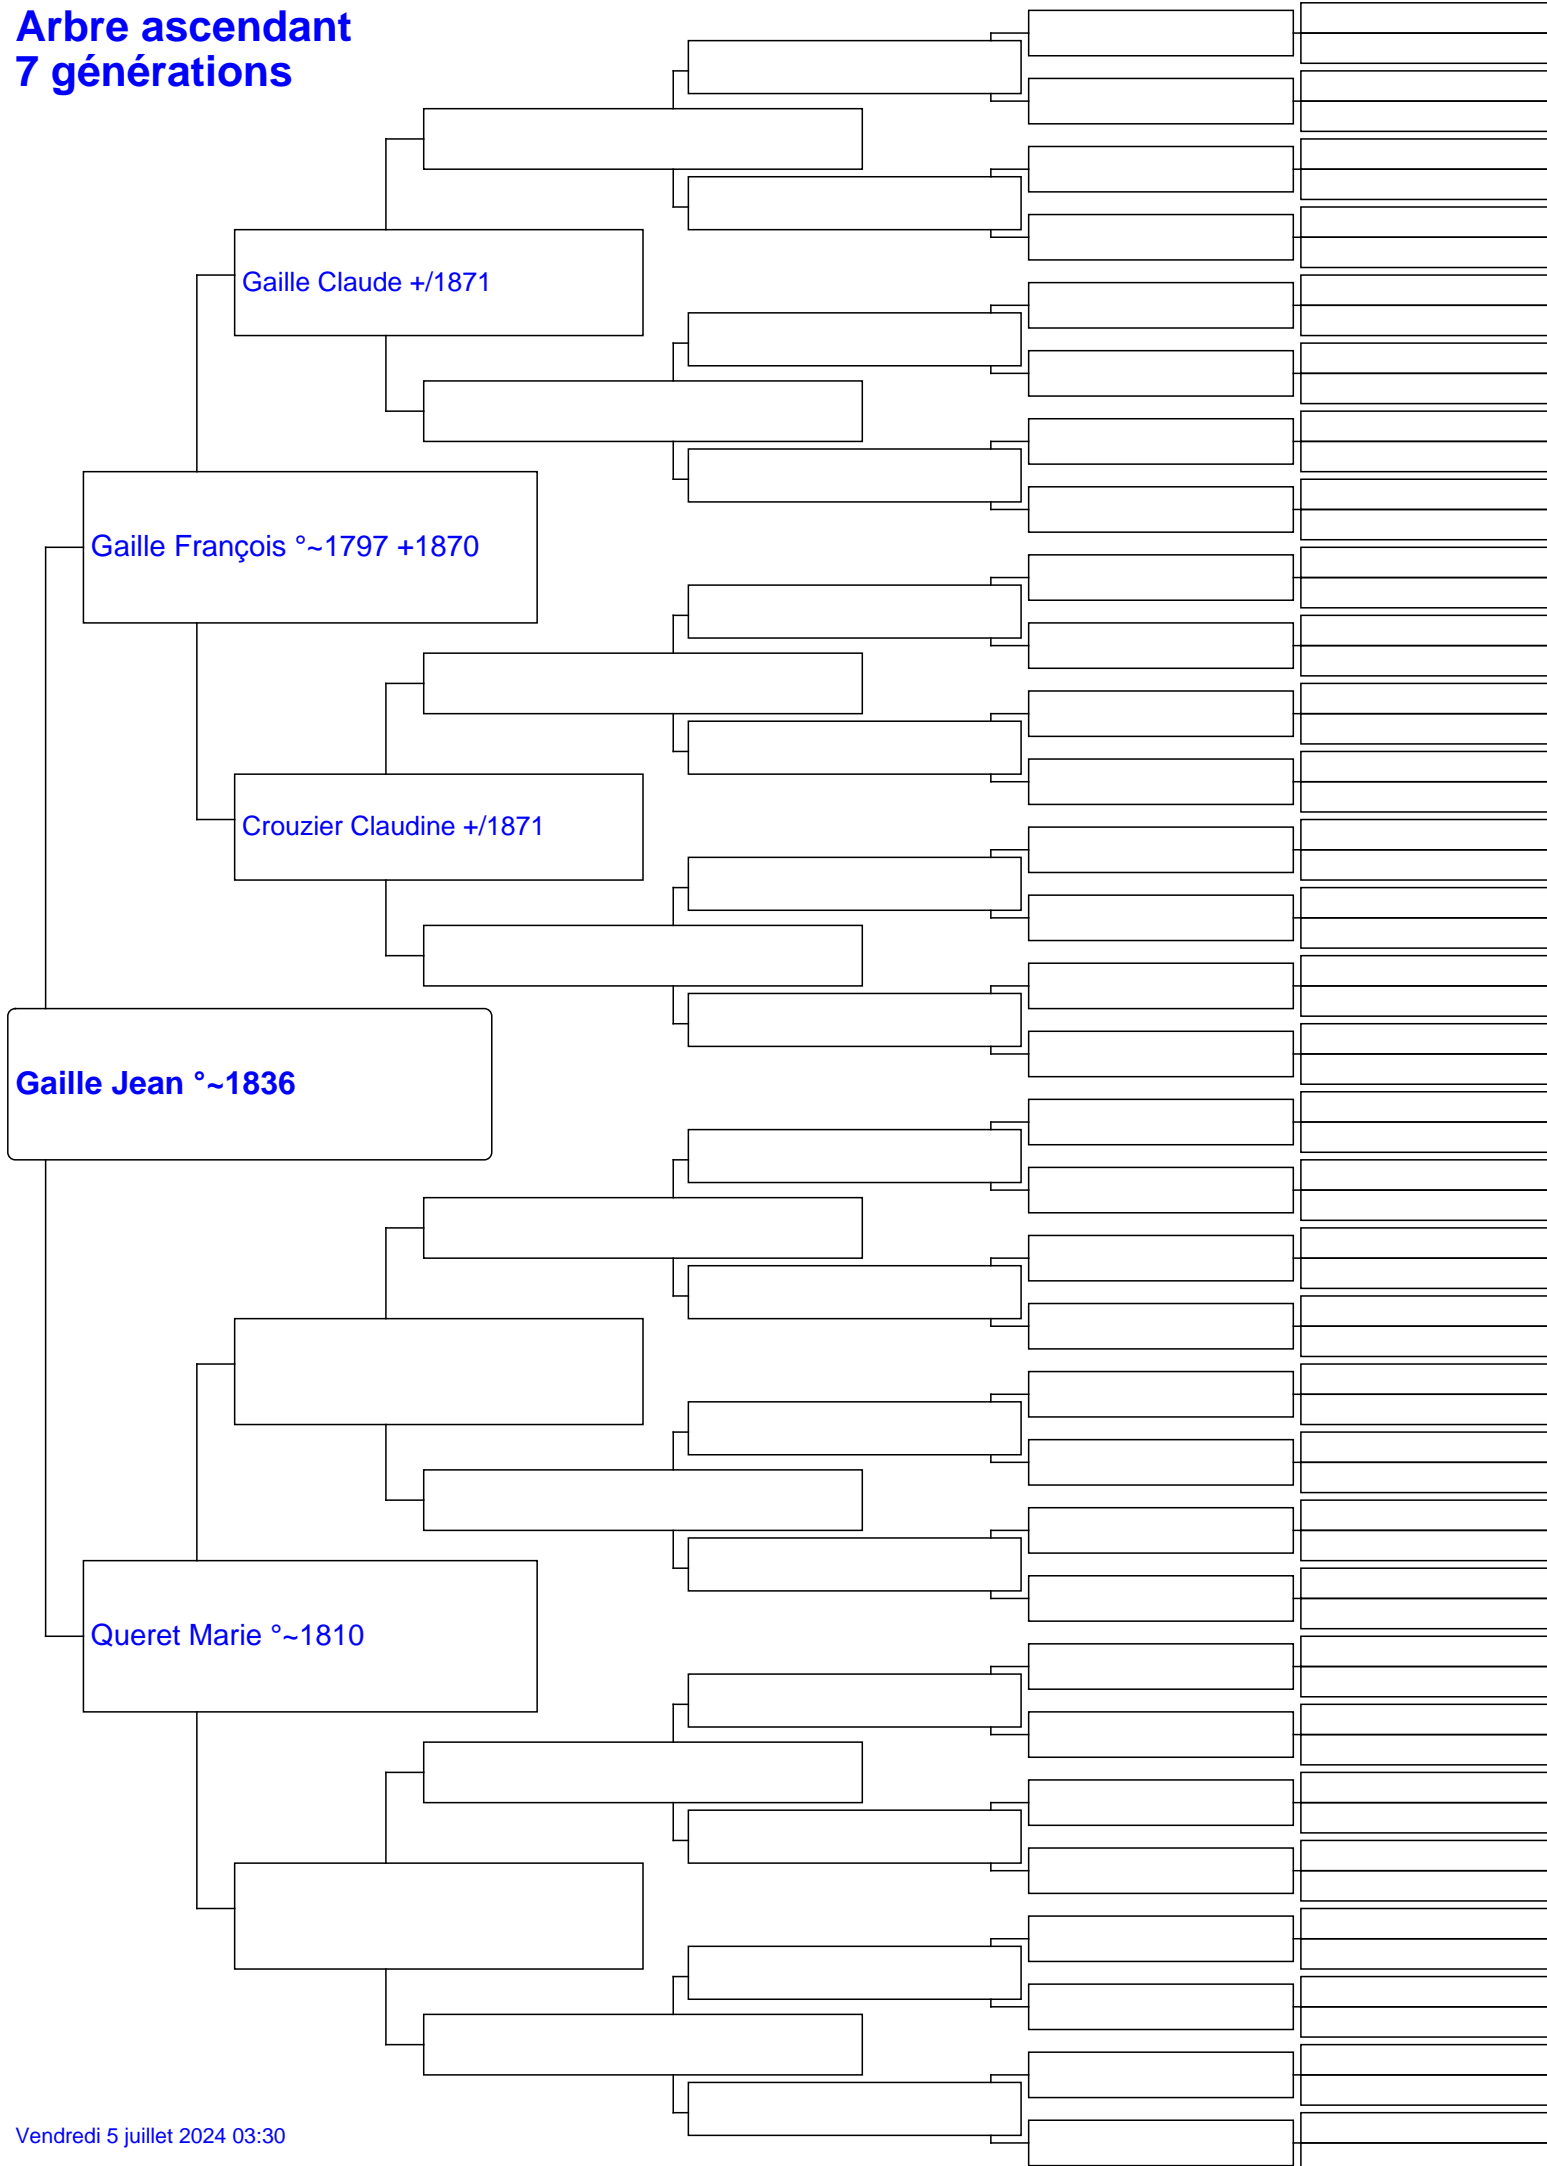 Arbre ascendant
7 générations
Gaille Claude +/1871
Gaille François °~1797 +1870
Crouzier Claudine +/1871
Gaille Jean °~1836
Queret Marie °~1810
Vendredi 5 juillet 2024 03:30